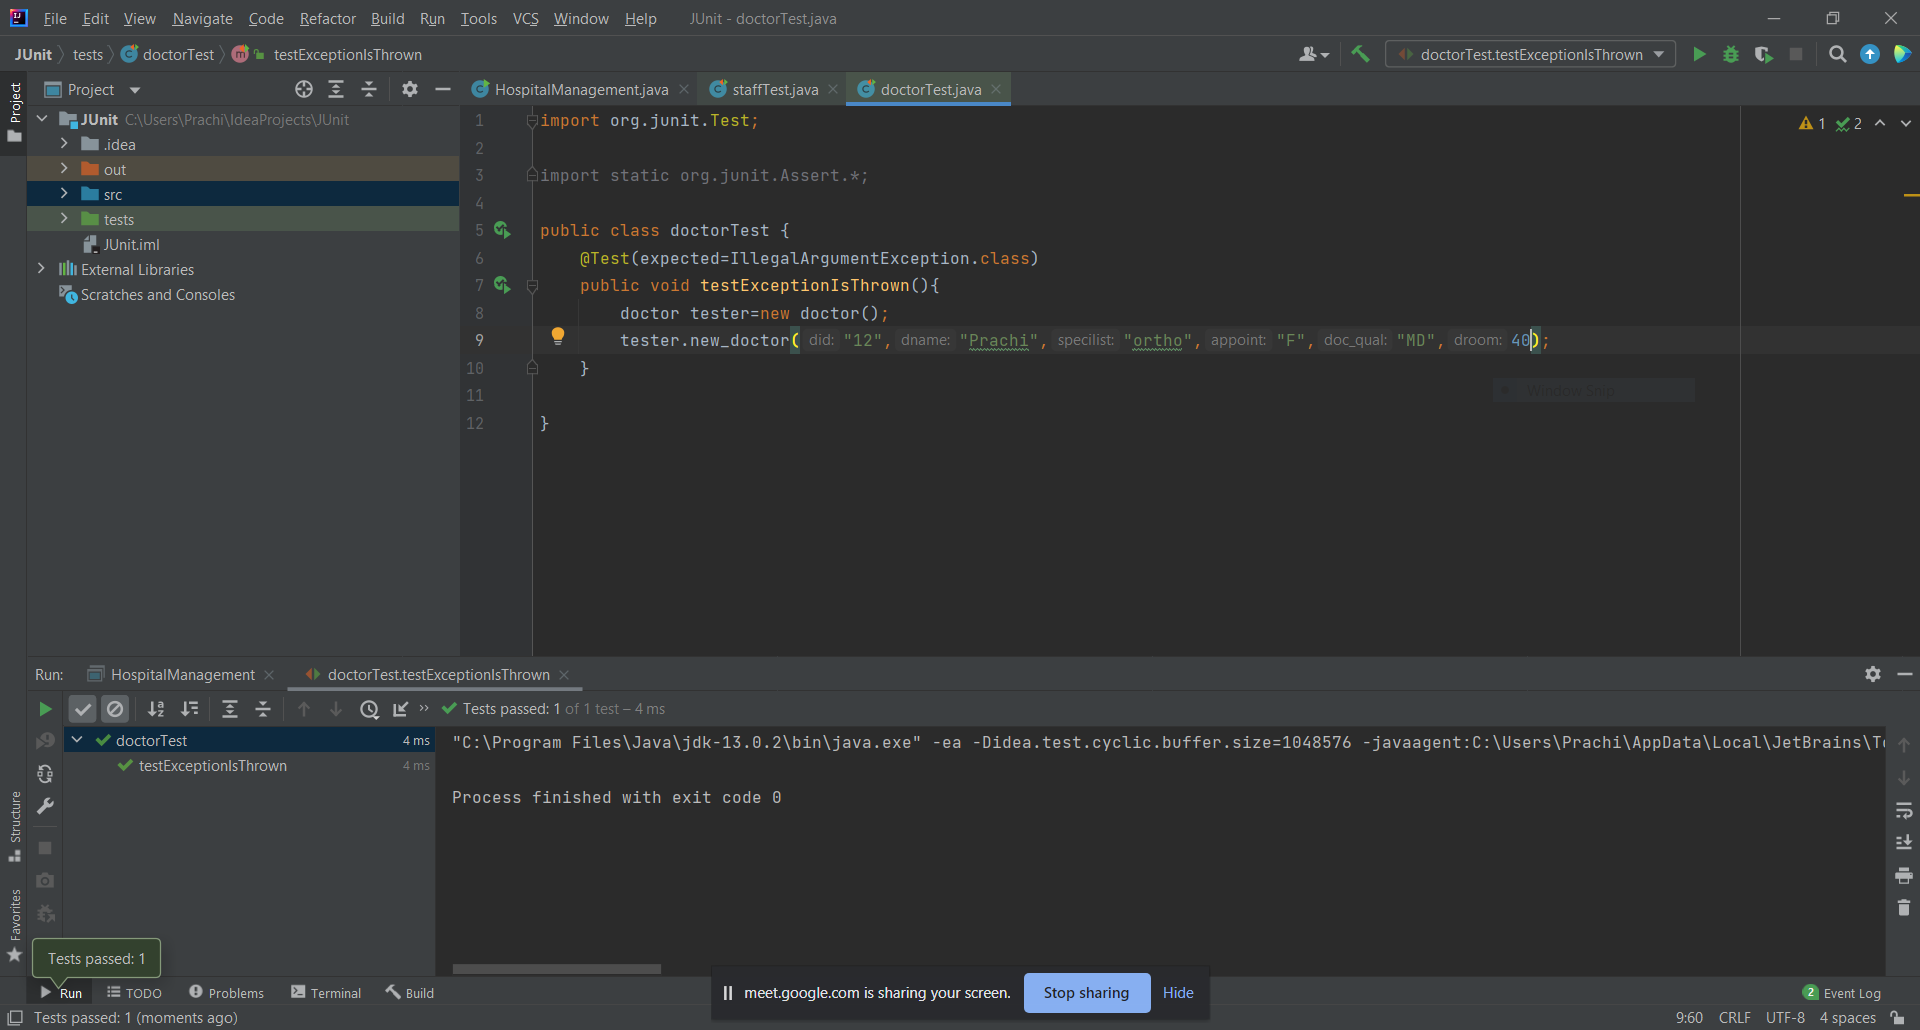 File Edit View Navigate Code Refactor Build Run Tools VCS Window Help JUnit - doctorTest.java
JUnit tests doctorTest testExceptionIsThrown doctorTest.testExceptionIsThrown
Project HospitalManagement.java staffTest.java doctorTest.java
Project
JUnit C:\Users\Prachi\IdeaProjects\JUnit
.idea
out
src
tests
JUnit.iml
External Libraries
Scratches and Consoles
1 import org.junit.Test;
2
3 import static org.junit.Assert.*;
4
5 public class doctorTest {
6 @Test(expected=IllegalArgumentException.class)
7 public void testExceptionIsThrown(){
8 doctor tester=new doctor();
9 tester.new_doctor( did: "12", dname: "Prachi", specilist: "ortho", appoint: "F", doc_qual: "MD", droom: 40);
10 }
11
12 }
1 2
Window Snip
Run: HospitalManagement doctorTest.testExceptionIsThrown
Tests passed: 1 of 1 test – 4 ms
doctorTest 4 ms
testExceptionIsThrown 4 ms
"C:\Program Files\Java\jdk-13.0.2\bin\java.exe" -ea -Didea.test.cyclic.buffer.size=1048576 -javaagent:C:\Users\Prachi\AppData\Local\JetBrains\To
Process finished with exit code 0
Structure
Favorites
Tests passed: 1
Run TODO Problems Terminal Build
meet.google.com is sharing your screen. Stop sharing Hide
2 Event Log
Tests passed: 1 (moments ago) 9:60 CRLF UTF-8 4 spaces